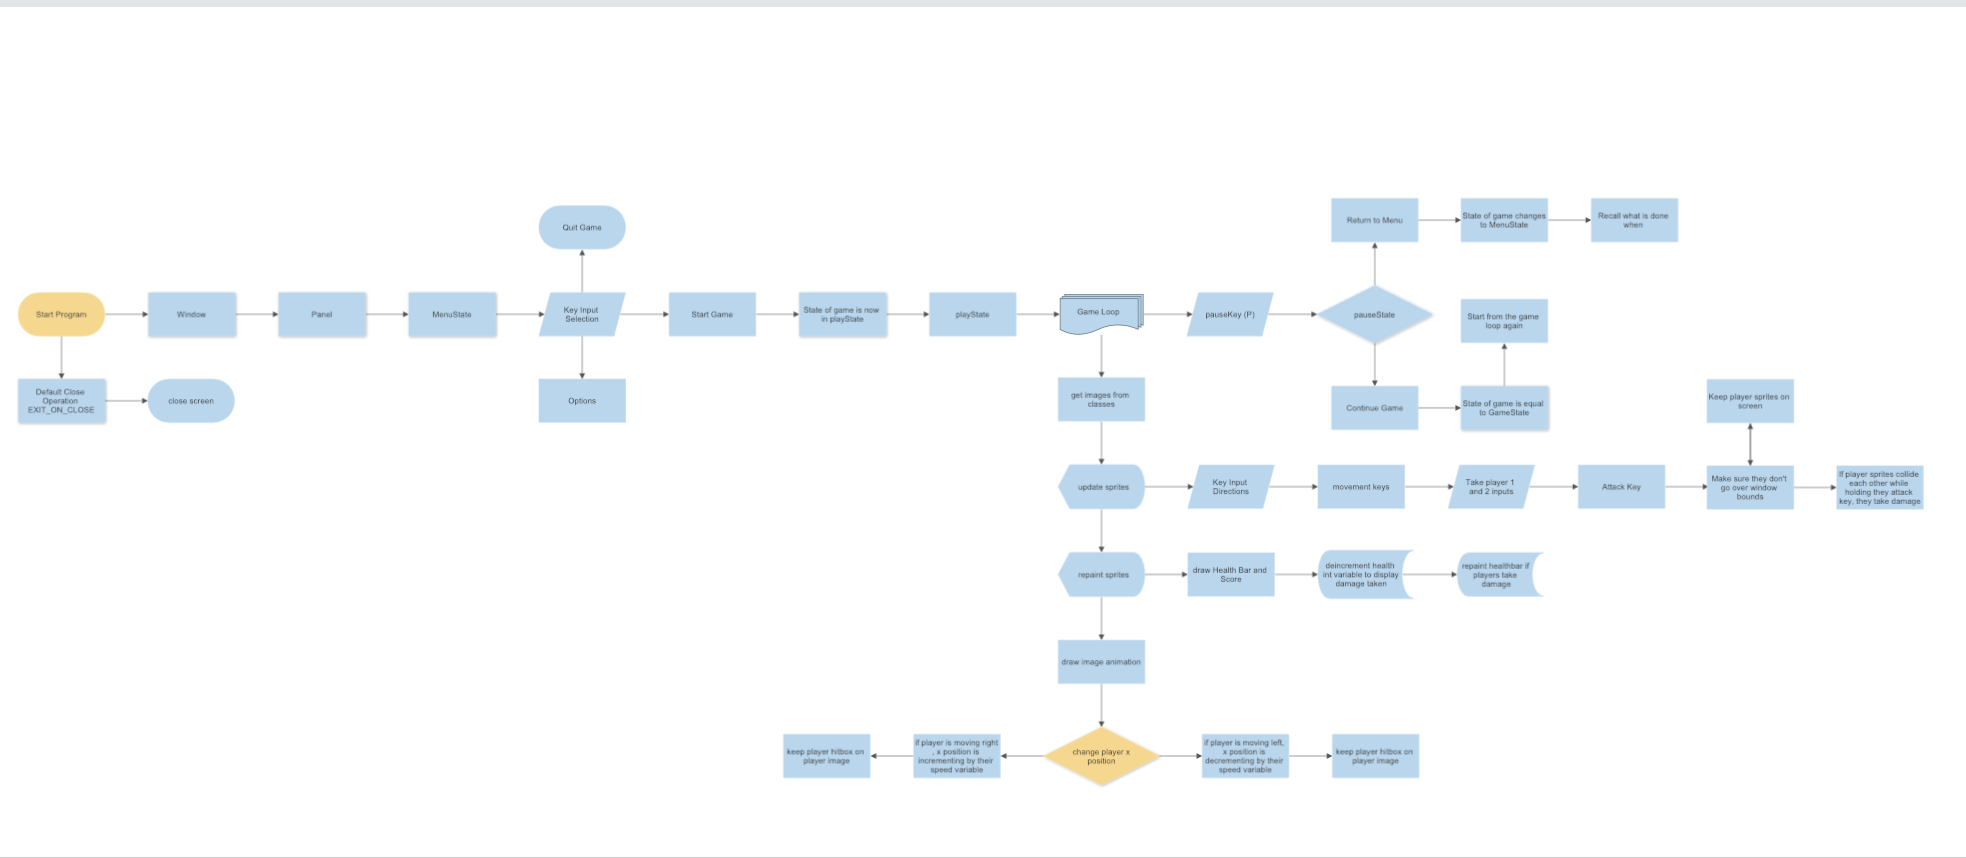 Quit Game
Return to Menu
State of game changes
to MenuState
Recall what is done
when
Start Program
Window
Panel
MenuState
Key Input
Selection
Start Game
State of game is now
in playState
playState
Game Loop
pauseKey (P)
pauseState
Start from the game
loop again
Default Close
Operation
EXIT_ON_CLOSE
close screen
Options
get images from
classes
Continue Game
State of game is equal
to GameState
Keep player sprites on
screen
update sprites
Key Input
Directions
movement keys
Take player 1
and 2 inputs
Attack Key
Make sure they don't
go over window
bounds
If player sprites collide
each other while
holding they attack
key, they take damage
repaint sprites
draw Health Bar and
Score
deincrement health
int variable to display
damage taken
repaint healthbar if
players take
damage
draw image animation
keep player hitbox on
player image
if player is moving right
, x position is
incrementing by their
speed variable
change player x
position
if player is moving left,
x position is
decrementing by their
speed variable
keep player hitbox on
player image